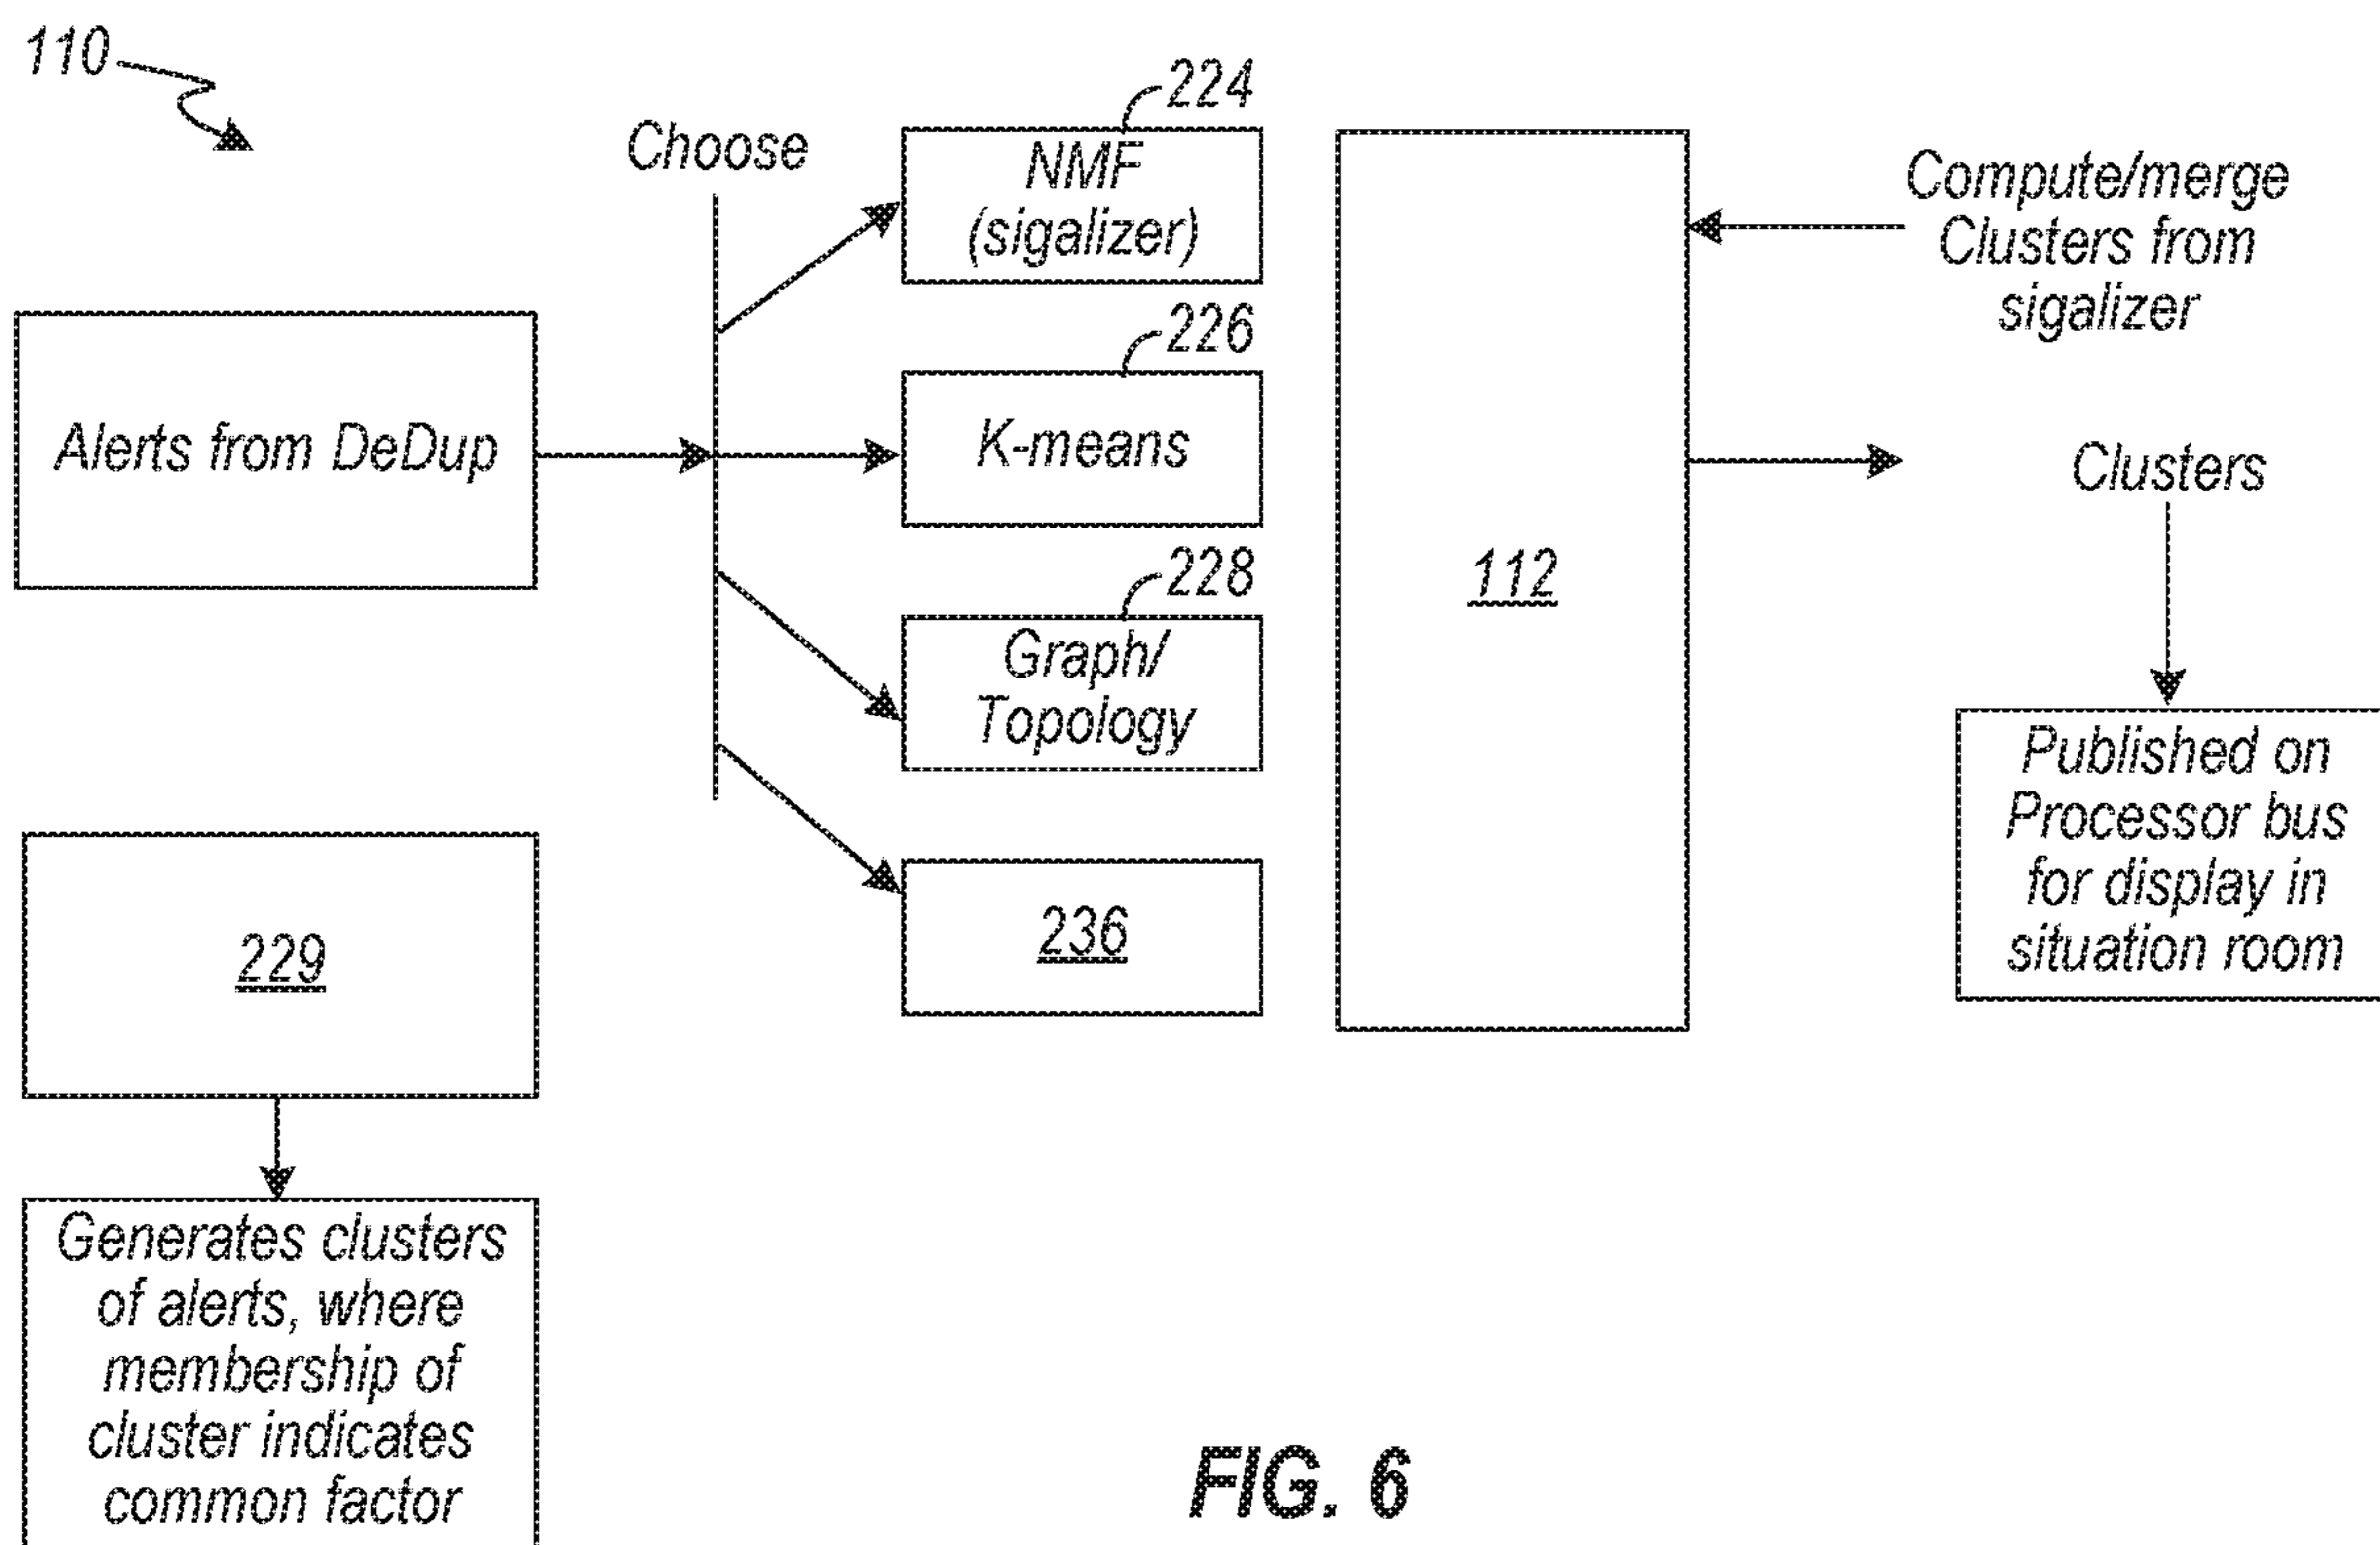 110
Choose
224
NMF
(sigalizer)
226
K-means
228
Graph/
Topology
236
Alerts from DeDup
112
Compute/merge
Clusters from
sigalizer
Clusters
Published on
Processor bus
for display in
situation room
229
Generates clusters
of alerts, where
membership of
cluster indicates
common factor
FIG. 6